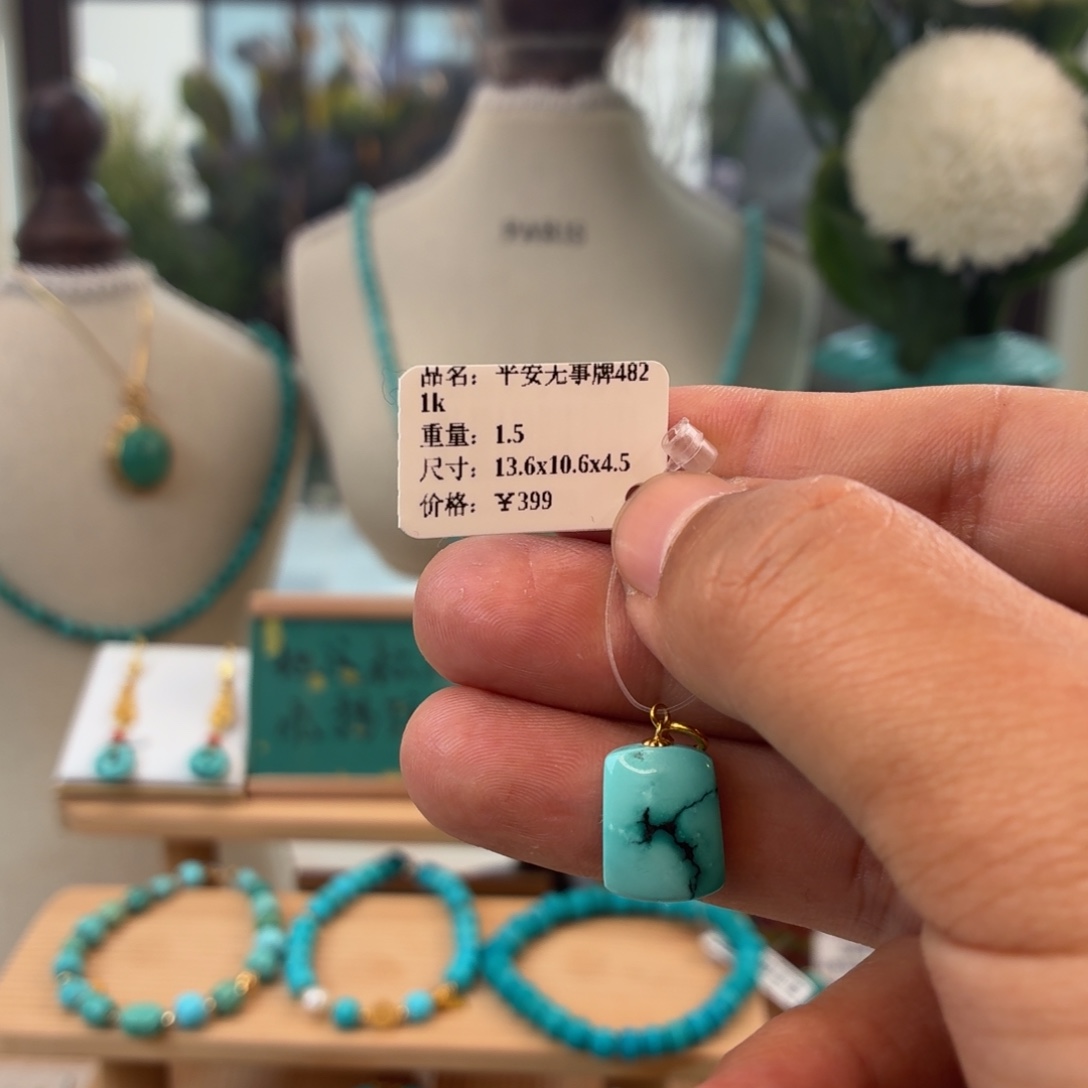 PARIS
品名：平安无事牌482
1k
重量：1.5
尺寸：13.6x10.6x4.5
价格：￥399